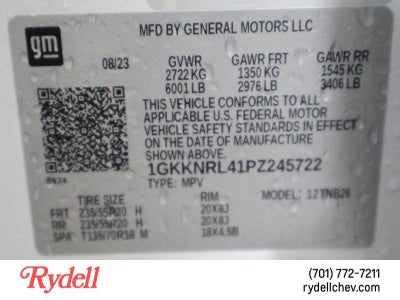 MFD BY GENERAL MOTORS LLC
gm
08/23 GVWR GAWR FRT GAWR RR
2722 KG 1350 KG 1545 KG
6001 LB 2976 LB 3406 LB
THIS VEHICLE CONFORMS TO ALL
APPLICABLE U.S. FEDERAL MOTOR
VEHICLE SAFETY STANDARDS IN EFFECT
ON THE DATE OF MANUFACTURE
SHOWN ABOVE.
1GKKNRL41PZ245722
8424
TYPE: MPV MODEL: 12TNB26
TIRE SIZE RIM
FRT 235/55R20 H 20X8J
RR 235/55R20 H 20X8J
SPA T135/70R18 M 18X4.5B
Rydell
(701) 772-7211
rydellchev.com